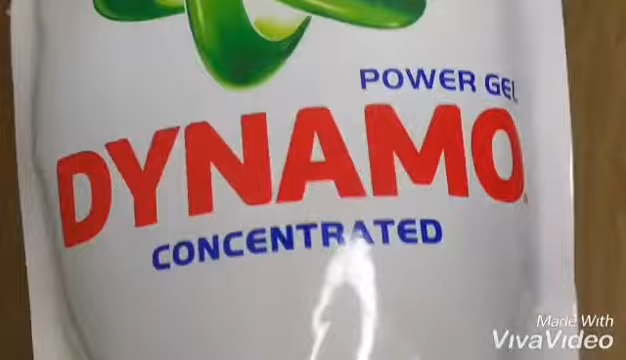 POWER GEL
DYNAMO
CONCENTRATED
Made With
VivaVideo